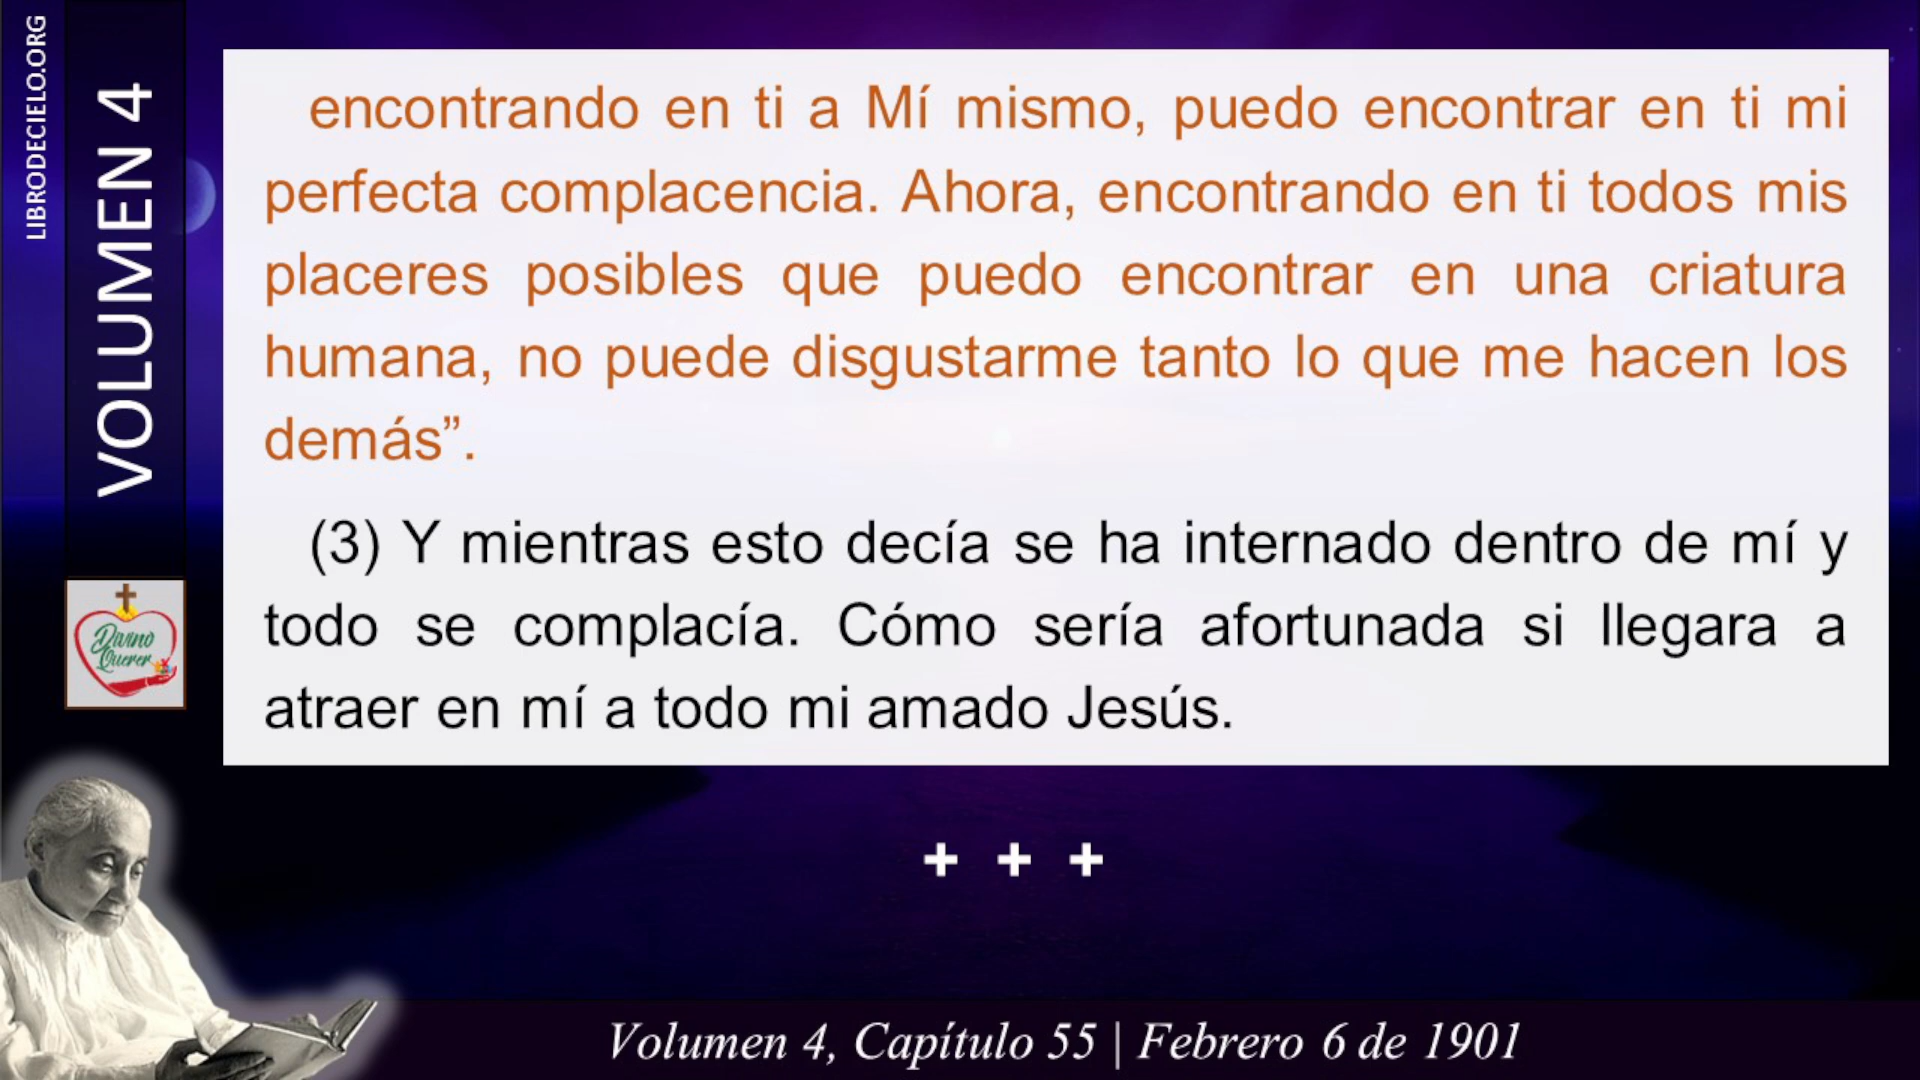 LIBRODECIELO.ORG
VOLUMEN 4
encontrando en ti a Mí mismo, puedo encontrar en ti mi
perfecta complacencia. Ahora, encontrando en ti todos mis
placeres posibles que puedo encontrar en una criatura
humana, no puede disgustarme tanto lo que me hacen los
demás”.
(3) Y mientras esto decía se ha internado dentro de mí y
todo se complacía. Cómo sería afortunada si llegara a
atraer en mí a todo mi amado Jesús.
Divino
Querer
+ + +
Volumen 4, Capítulo 55 | Febrero 6 de 1901